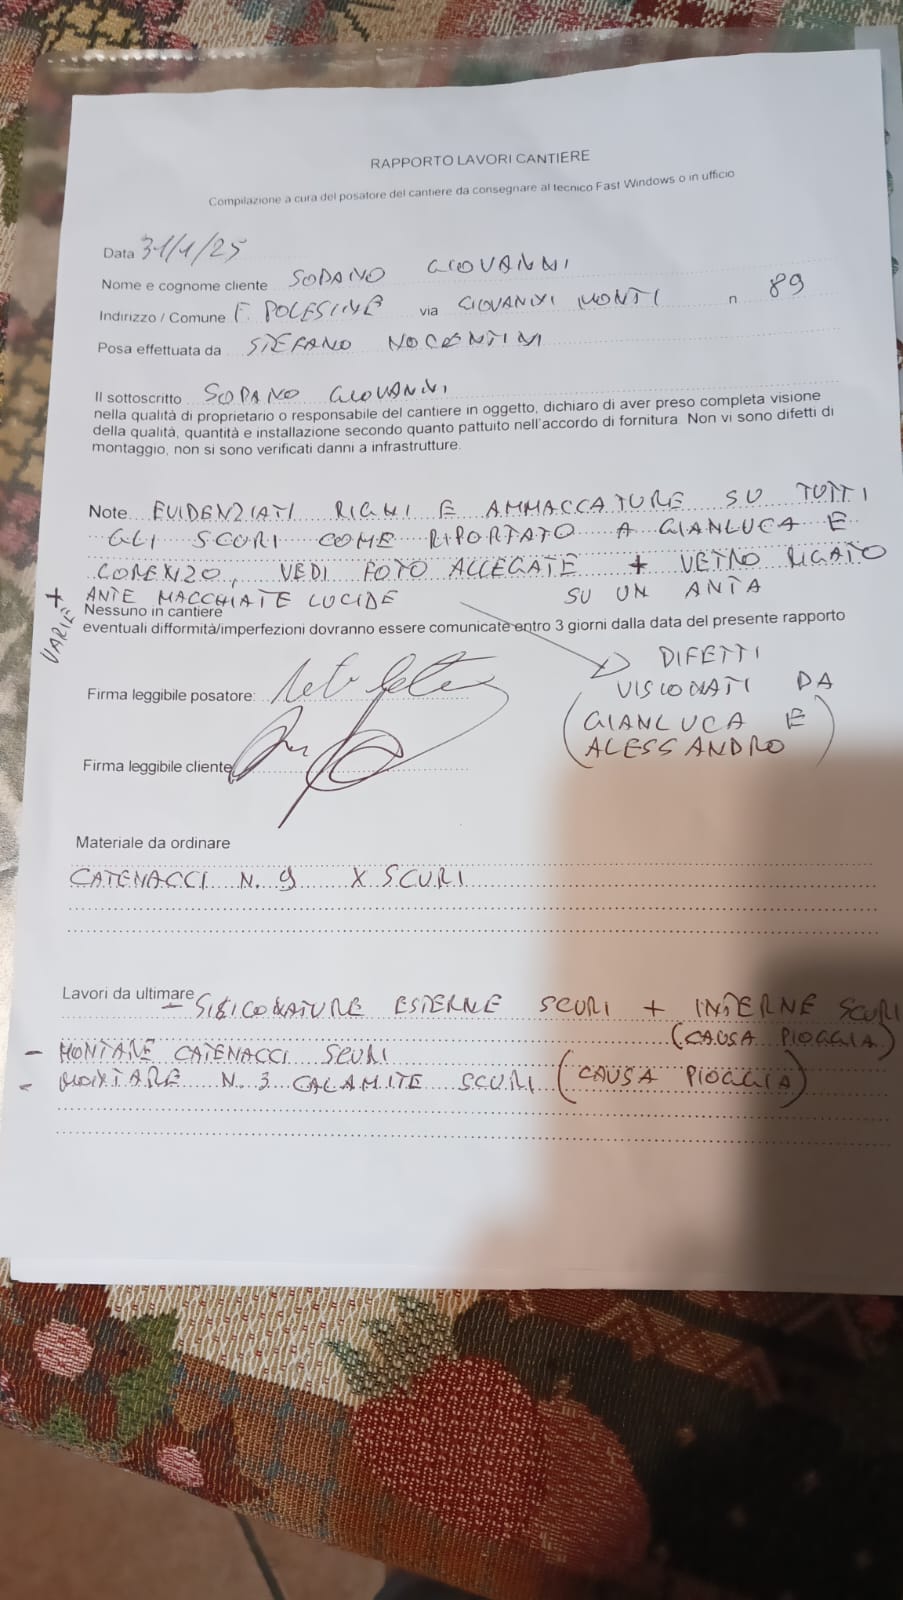 RAPPORTO LAVORI CANTIERE
Compilazione a cura del posatore del cantiere da consegnare al tecnico Fast Windows o in ufficio
Data 31/1/25
Nome e cognome cliente SODANO GIOVANNI
Indirizzo / Comune F. POLESINE via GIOVANNI MONTI n 89
Posa effettuata da STEFANO NOCENTINI
Il sottoscritto SODANO GIOVANNI
nella qualità di proprietario o responsabile del cantiere in oggetto, dichiaro di aver preso completa visione
della qualità, quantità e installazione secondo quanto pattuito nell'accordo di fornitura. Non vi sono difetti di
montaggio, non si sono verificati danni a infrastrutture.
Note EVIDENZIATI RIGNI E AMMACCATURE SU TUTTI
GLI SCURI COME RIPORTATO A GIANLUCA E
LORENZO, VEDI FOTO ALLEGATE + VETRO RIGATO
+ ANTE MACCHIATE LUCIDE SU UN ANTA
VARIE
Nessuno in cantiere
eventuali difformità/imperfezioni dovranno essere comunicate entro 3 giorni dalla data del presente rapporto
DIFETTI
VISIONATI DA
(GIANLUCA E
ALESSANDRO)
Firma leggibile posatore:
Firma leggibile cliente
Materiale da ordinare
CATENACCI N. 9 X SCURI
Lavori da ultimare
- SILICONATURE ESTERNE SCURI + INTERNE SCURI
(CAUSA PIOGGIA)
- MONTARE CATENACCI SCURI
- MONTARE N. 3 CALAMITE SCURI (CAUSA PIOGGIA)